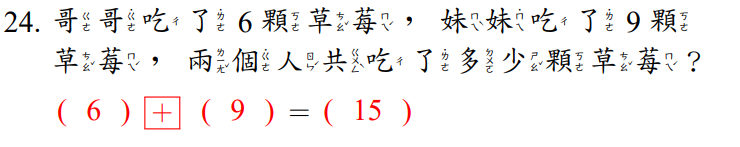 24. 哥哥吃了 6 顆草莓，妹妹吃了 9 顆
草莓，兩個人共吃了多少顆草莓？
( 6 ) + ( 9 ) = ( 15 )